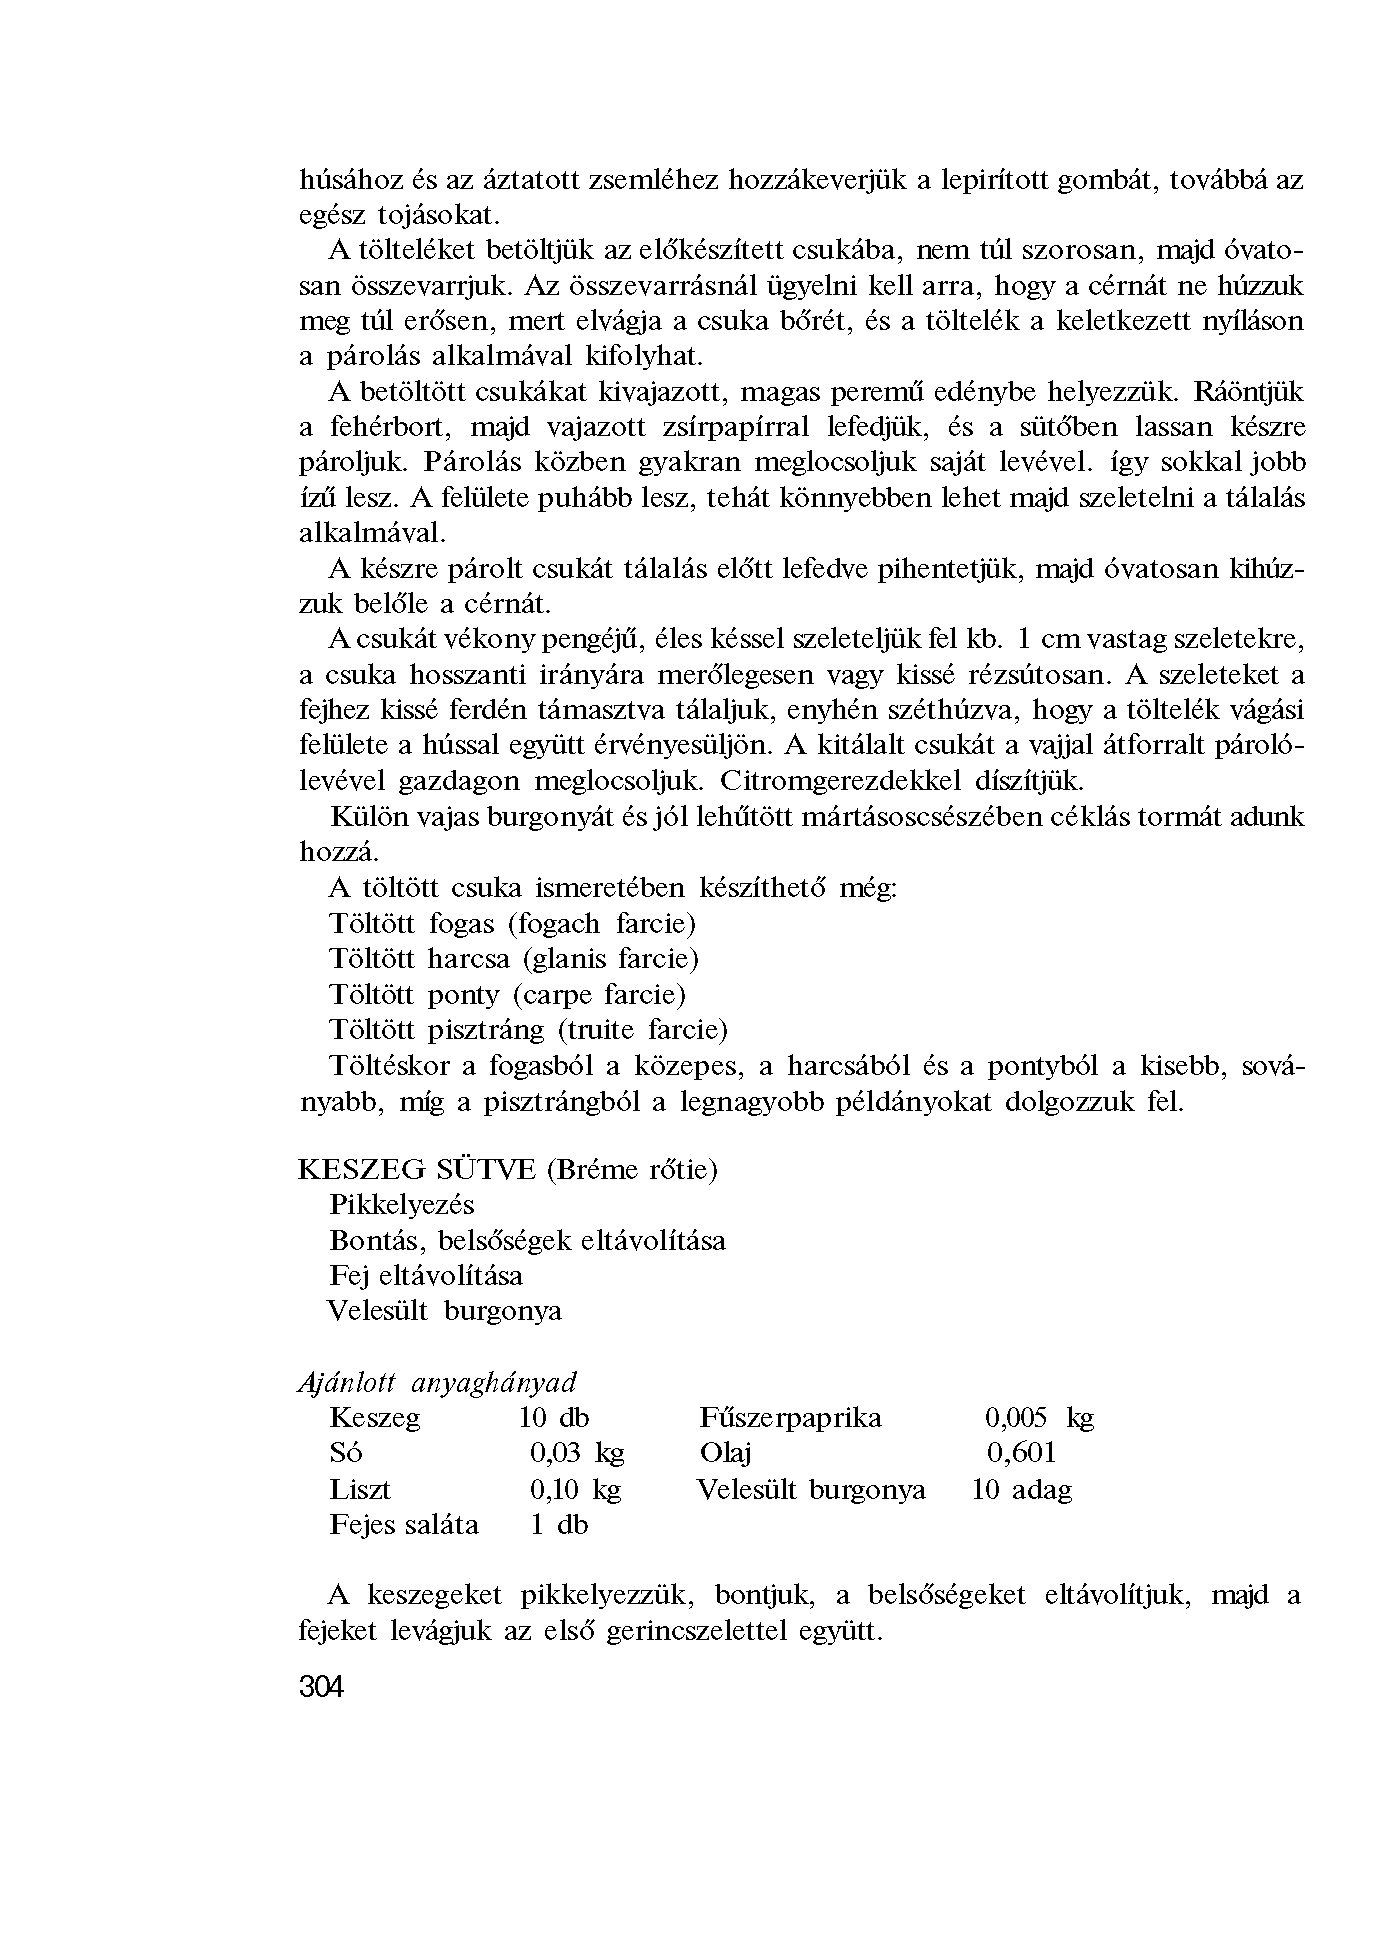 húsához és az áztatott zsemléhez hozzákeverjük a lepirított gombát, továbbá az
egész tojásokat.
A tölteléket betöltjük az előkészített csukába, nem túl szorosan, majd óvato-
san összevarrjuk. Az összevarrásnál ügyelni kell arra, hogy a cérnát ne húzzuk
meg túl erősen, mert elvágja a csuka bőrét, és a töltelék a keletkezett nyíláson
a párolás alkalmával kifolyhat.
A betöltött csukákat kivajazott, magas peremű edénybe helyezzük. Ráöntjük
a fehérbort, majd vajazott zsírpapírral lefedjük, és a sütőben lassan készre
pároljuk. Párolás közben gyakran meglocsoljuk saját levével. így sokkal jobb
ízű lesz. A felülete puhább lesz, tehát könnyebben lehet majd szeletelni a tálalás
alkalmával.
A készre párolt csukát tálalás előtt lefedve pihentetjük, majd óvatosan kihúz-
zuk belőle a cérnát.
A csukát vékony pengéjű, éles késsel szeleteljük fel kb. 1 cm vastag szeletekre,
a csuka hosszanti irányára merőlegesen vagy kissé rézsútosan. A szeleteket a
fejhez kissé ferdén támasztva tálaljuk, enyhén széthúzva, hogy a töltelék vágási
felülete a hússal együtt érvényesüljön. A kitálalt csukát a vajjal átforralt pároló-
levével gazdagon meglocsoljuk. Citromgerezdekkel díszítjük.
Külön vajas burgonyát és jól lehűtött mártásoscsészében céklás tormát adunk
hozzá.
A töltött csuka ismeretében készíthető még:
Töltött fogas (fogach farcie)
Töltött harcsa (glanis farcie)
Töltött ponty (carpe farcie)
Töltött pisztráng (truite farcie)
Töltéskor a fogasból a közepes, a harcsából és a pontyból a kisebb, sová-
nyabb, míg a pisztrángból a legnagyobb példányokat dolgozzuk fel.
KESZEG SÜTVE (Bréme rőtie)
Pikkelyezés
Bontás, belsőségek eltávolítása
Fej eltávolítása
Velesült burgonya
Ajánlott anyaghányad
Keszeg 10 db Fűszerpaprika 0,005 kg
Só 0,03 kg Olaj 0,601
Liszt 0,10 kg Velesült burgonya 10 adag
Fejes saláta 1 db
A keszegeket pikkelyezzük, bontjuk, a belsőségeket eltávolítjuk, majd a
fejeket levágjuk az első gerincszelettel együtt.
304